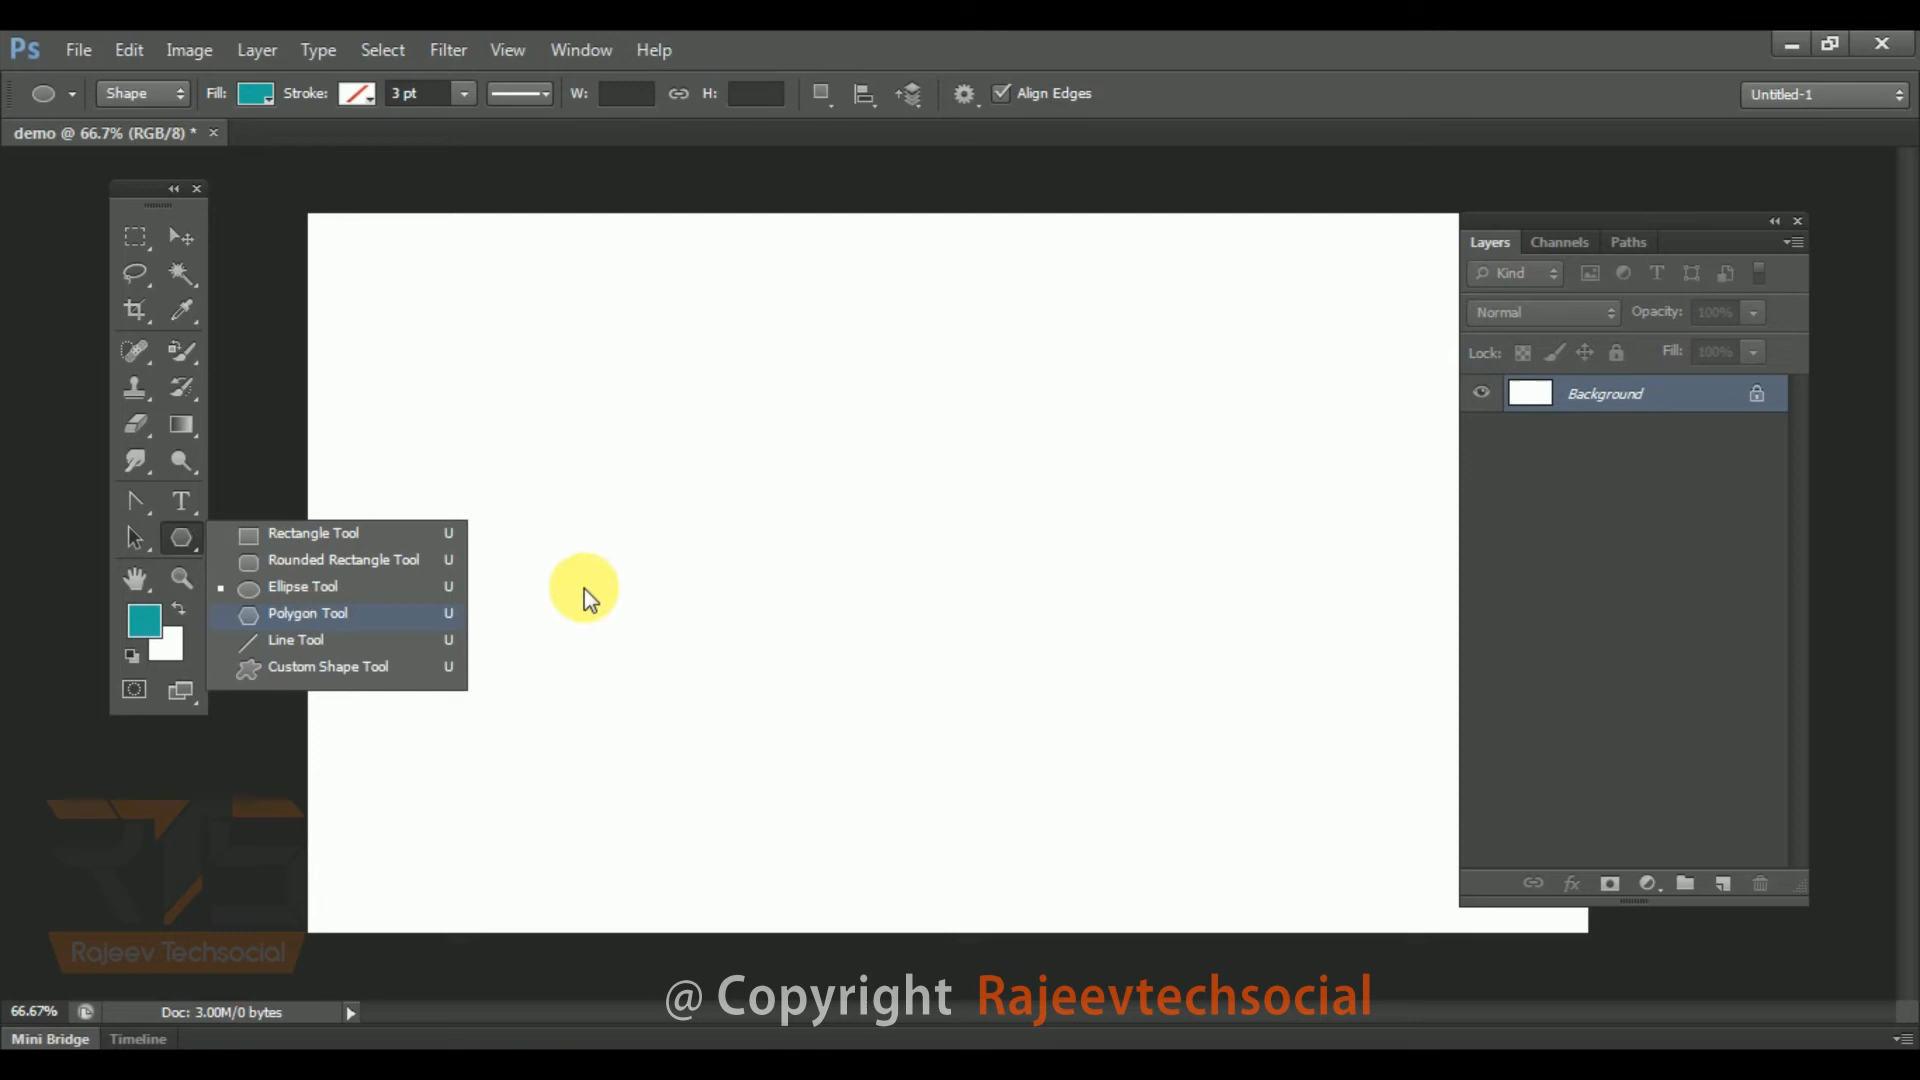 Ps File Edit Image Layer Type Select Filter View Window Help
Shape Fill: Stroke: 3 pt W: H: Align Edges Untitled-1
demo @ 66.7% (RGB/8) *
Layers Channels Paths
Kind
Normal Opacity: 100%
Lock: Fill: 100%
Background
Rectangle Tool U
Rounded Rectangle Tool U
Ellipse Tool U
Polygon Tool U
Line Tool U
Custom Shape Tool U
RTS
Rajeev Techsocial
@ Copyright Rajeevtechsocial
66.67% Doc: 3.00M/0 bytes
Mini Bridge Timeline